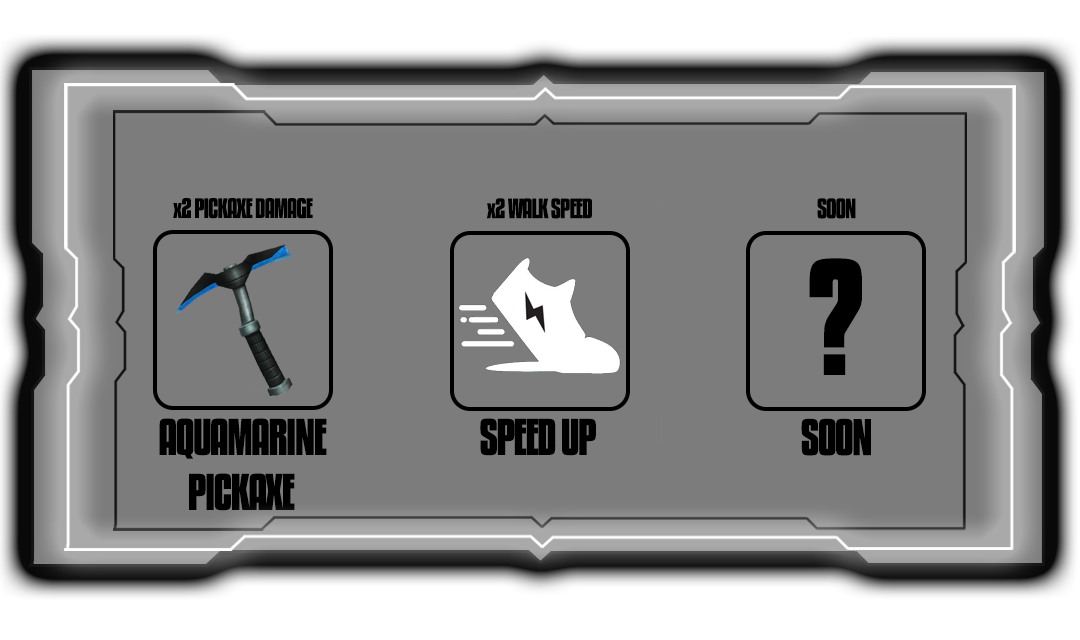 x2 PICKAXE DAMAGE
x2 WALK SPEED
SOON
?
AQUAMARINE
PICKAXE
SPEED UP
SOON